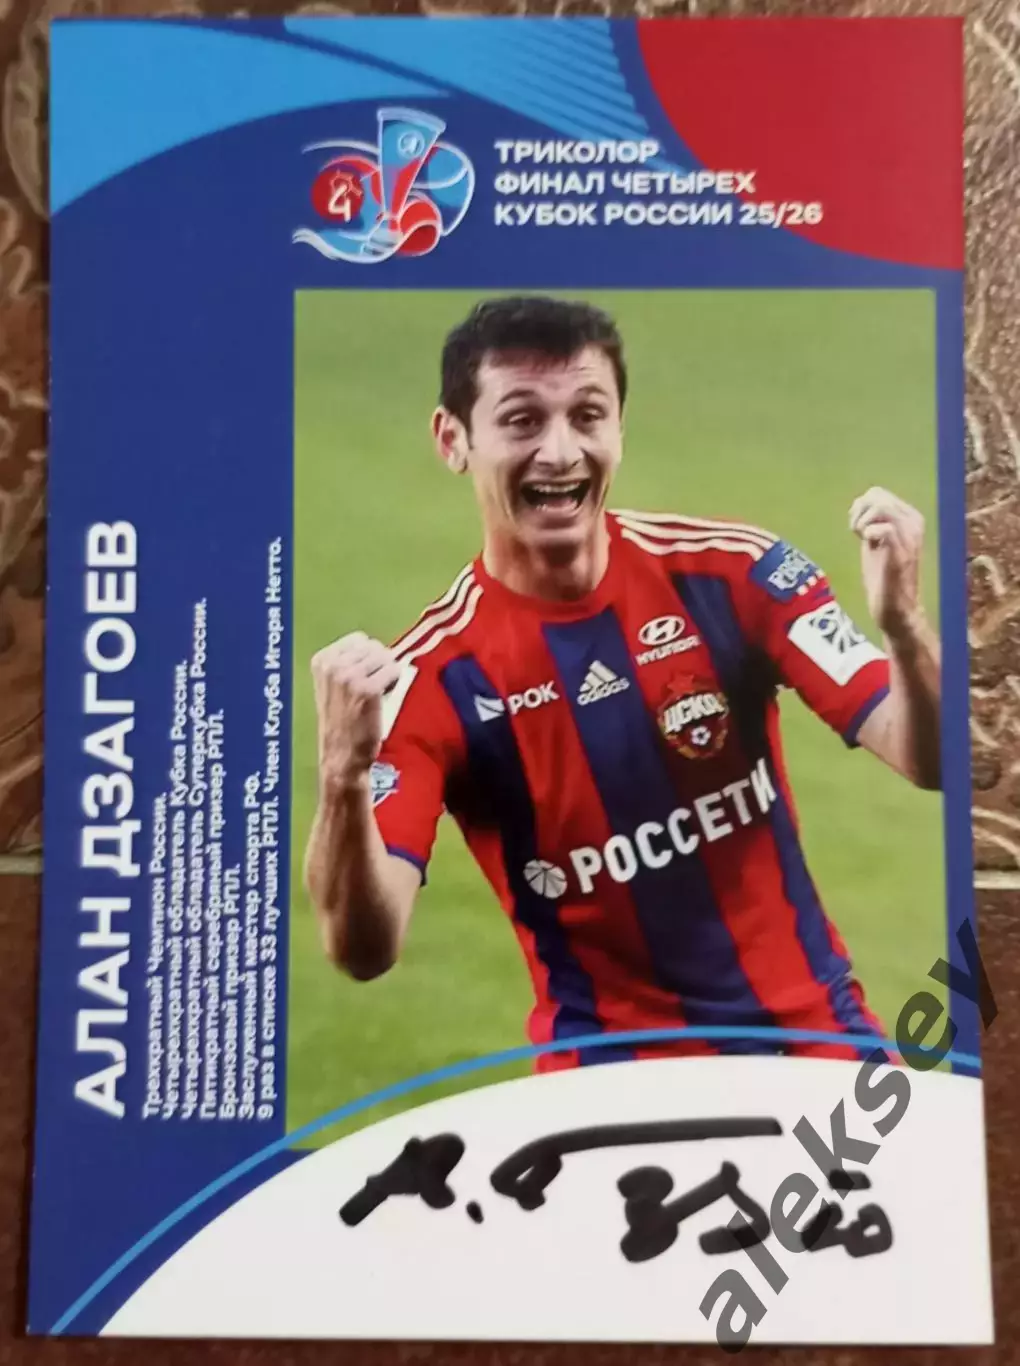 ТРИКОЛОР
ФИНАЛ ЧЕТЫРЕХ
КУБОК РОССИИ 25/26
АЛАН ДЗАГОЕВ
Трехкратный Чемпион России.
Четырехкратный обладатель Кубка России.
Четырехкратный обладатель Суперкубка России.
Пятикратный серебряный призер РПЛ.
Бронзовый призер РПЛ.
Заслуженный мастер спорта РФ.
9 раз в списке 33 лучших РПЛ. Член Клуба Игоря Нетто.
HYUNDAI
РОК
adidas
ЦСКА
РОССЕТИ
aleksev